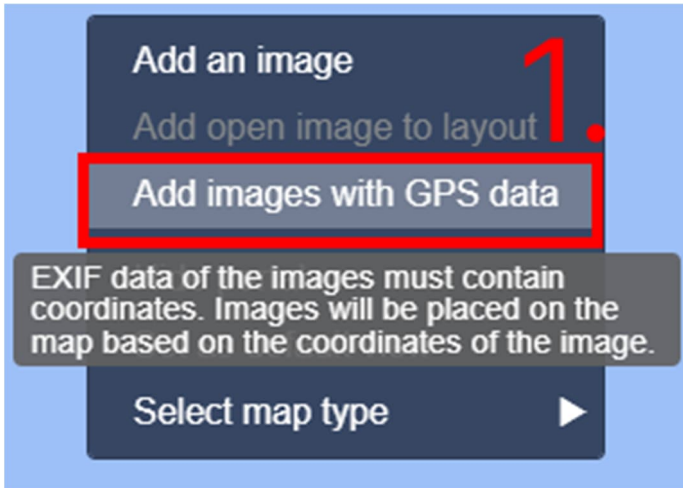 Add an image
1.
Add open image to layout
Add images with GPS data
EXIF data of the images must contain
coordinates. Images will be placed on the
map based on the coordinates of the image.
Select map type